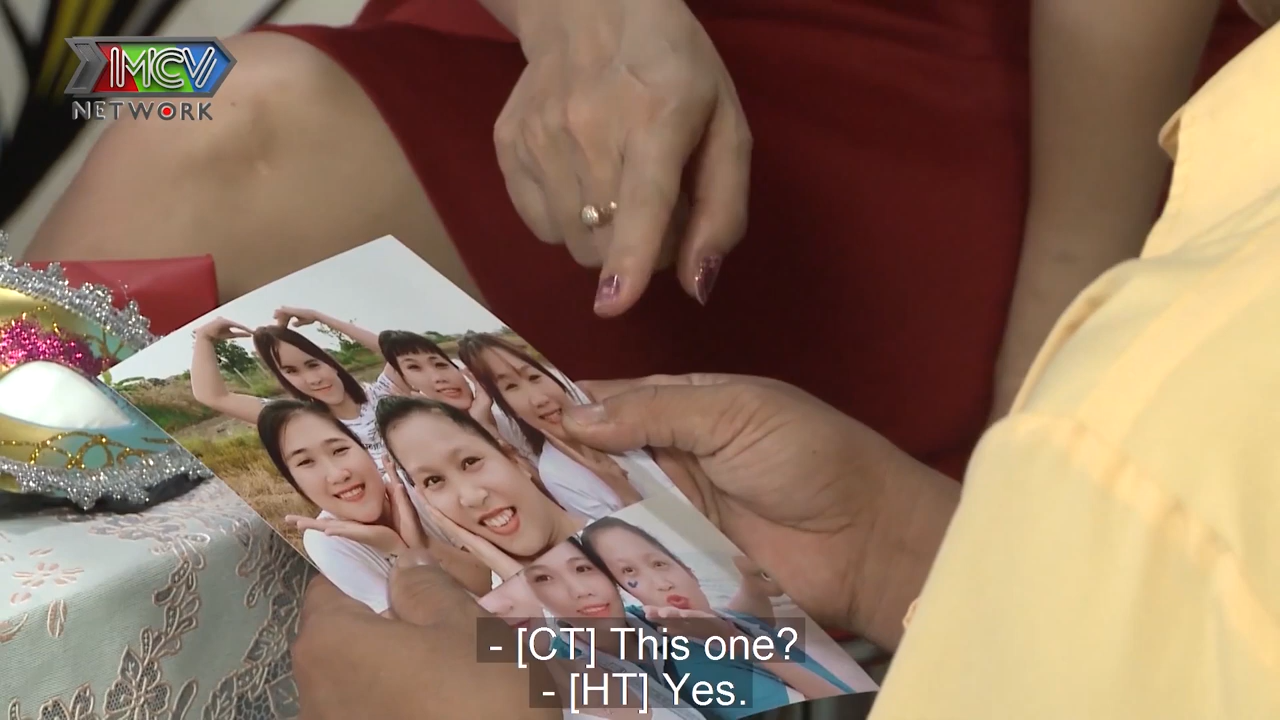 MCV
NETWORK
- [CT] This one?
- [HT] Yes.